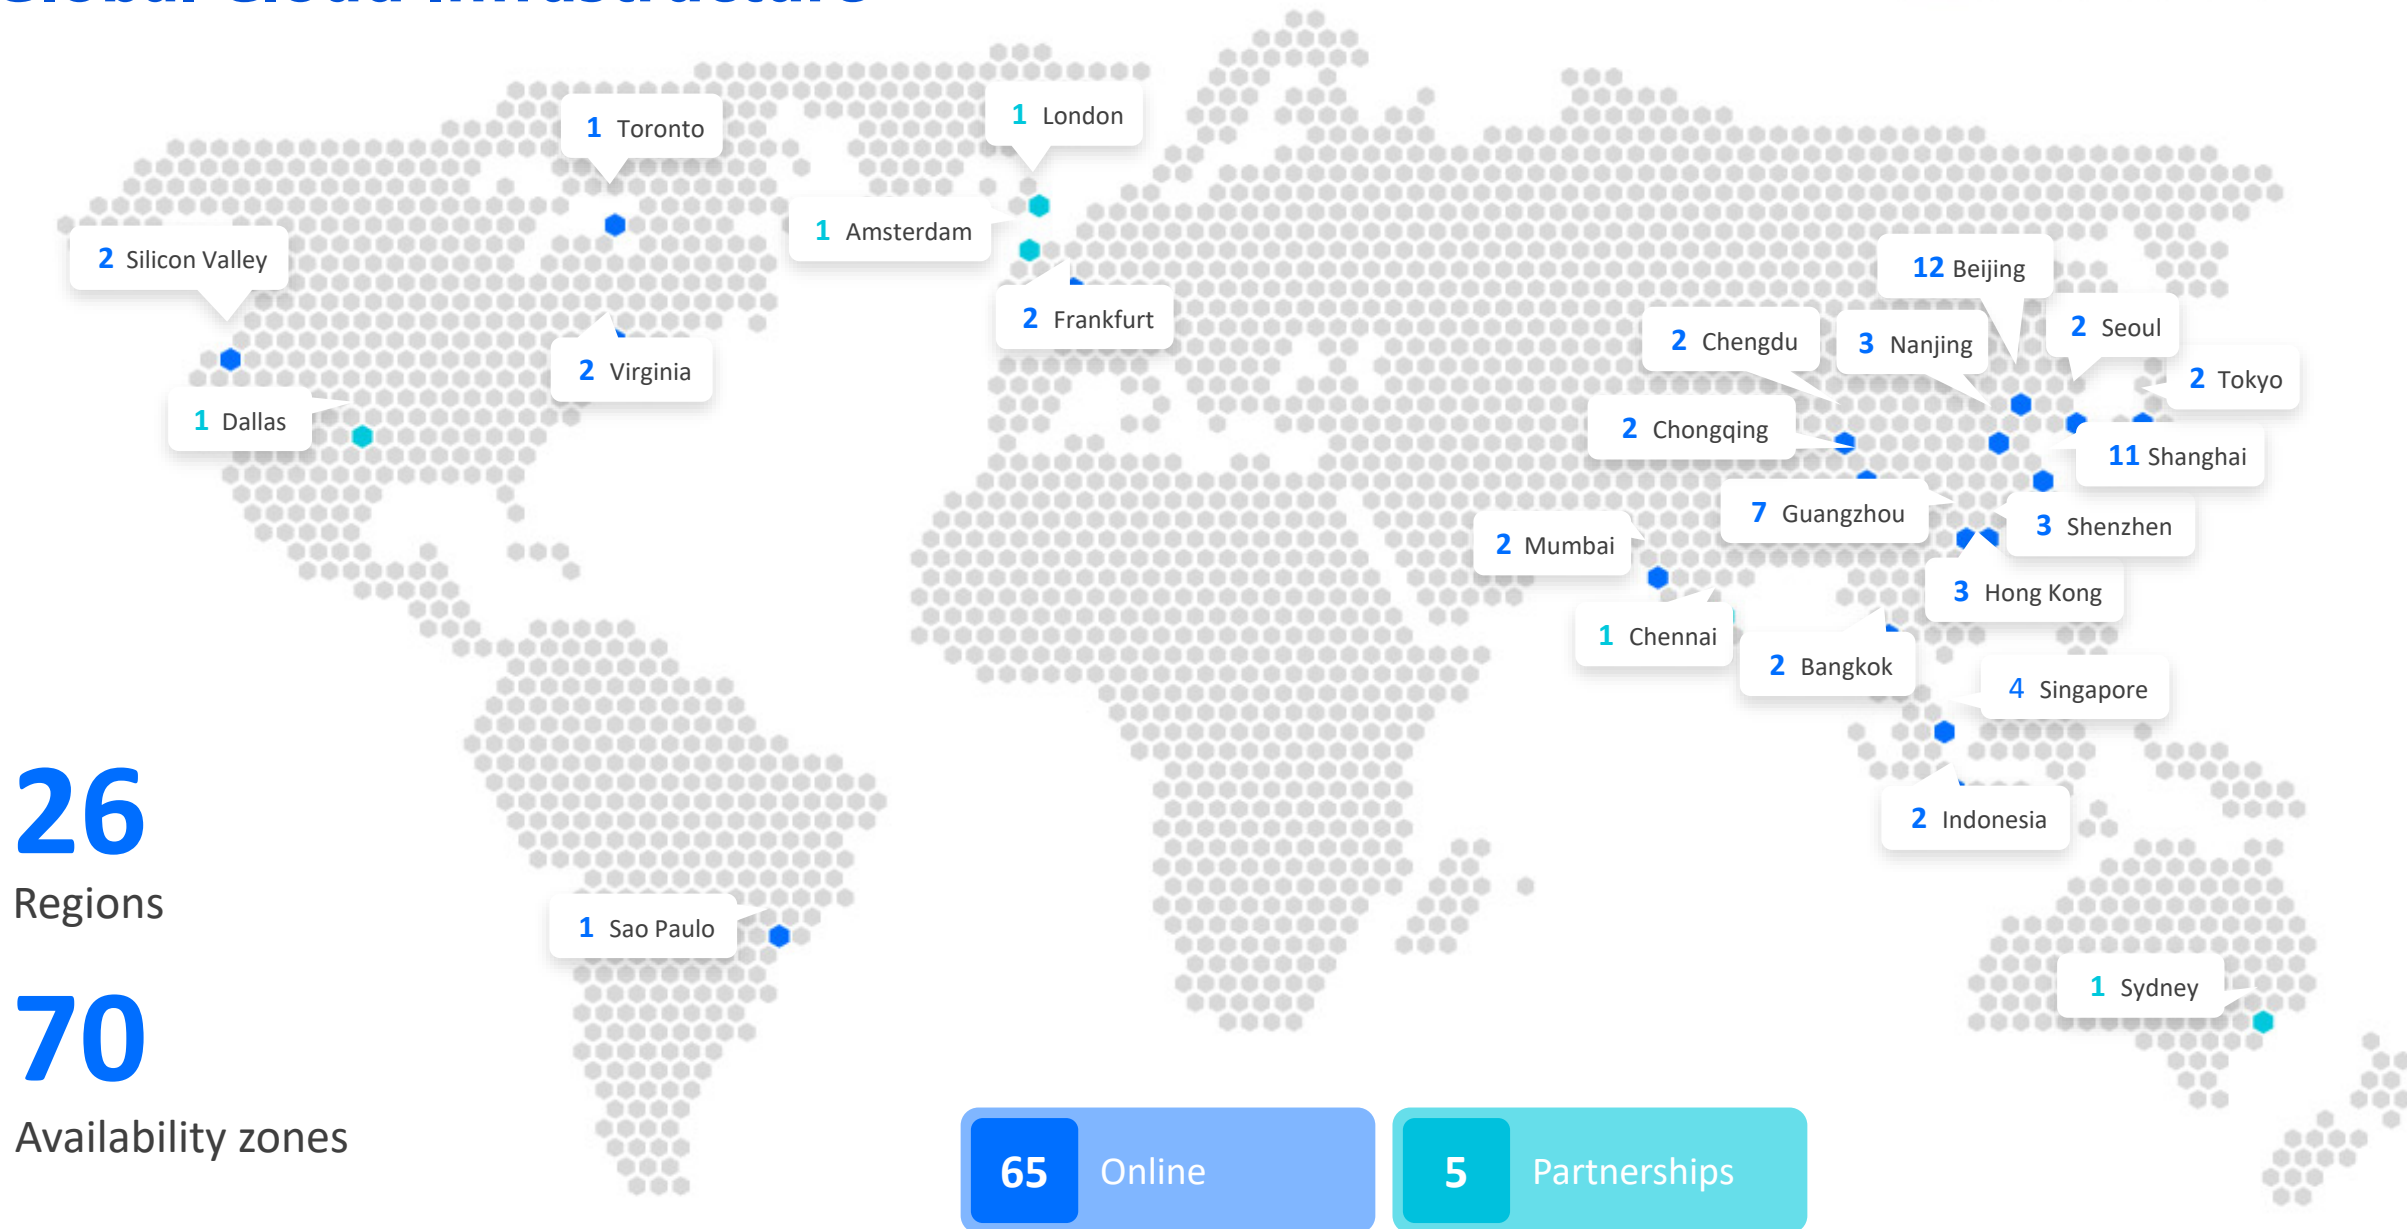 Global Cloud Infrastructure
1 Toronto
1 London
1 Amsterdam
2 Silicon Valley
12 Beijing
2 Frankfurt
2 Chengdu
3 Nanjing
2 Seoul
2 Virginia
2 Tokyo
1 Dallas
2 Chongqing
11 Shanghai
7 Guangzhou
3 Shenzhen
2 Mumbai
3 Hong Kong
1 Chennai
2 Bangkok
4 Singapore
2 Indonesia
26
Regions
1 Sao Paulo
1 Sydney
70
Availability zones
65 Online
5 Partnerships